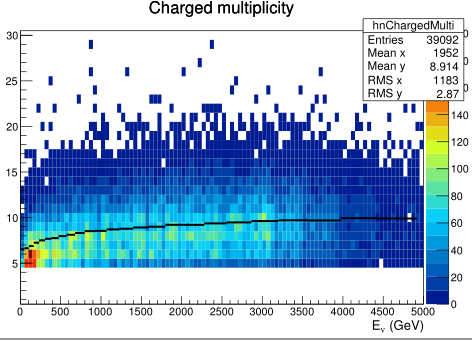 Charged multiplicity
hnChargedMulti
Entries 39092
Mean x 1952
Mean y 8.914
RMS x 1183
RMS y 2.87
30
25
20
15
10
5
0 500 1000 1500 2000 2500 3000 3500 4000 4500 5000
Eν (GeV)
140
120
100
80
60
40
20
0